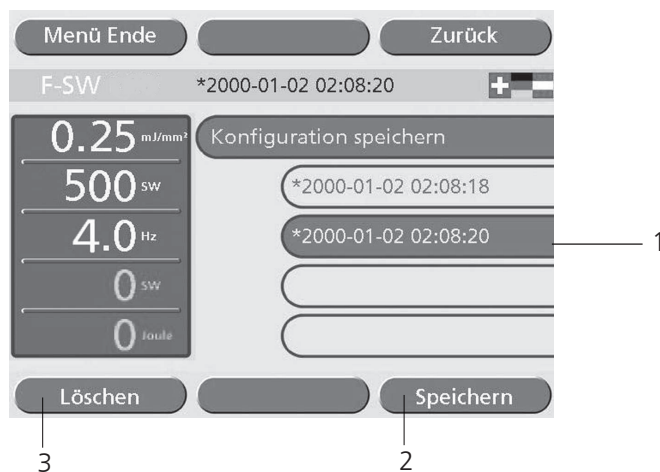 Menü Ende
Zurück
F-SW *2000-01-02 02:08:20
0.25 mJ/mm²
Konfiguration speichern
500 SW
*2000-01-02 02:08:18
4.0 Hz
*2000-01-02 02:08:20
1
0 SW
0 Joule
Löschen
Speichern
3
2